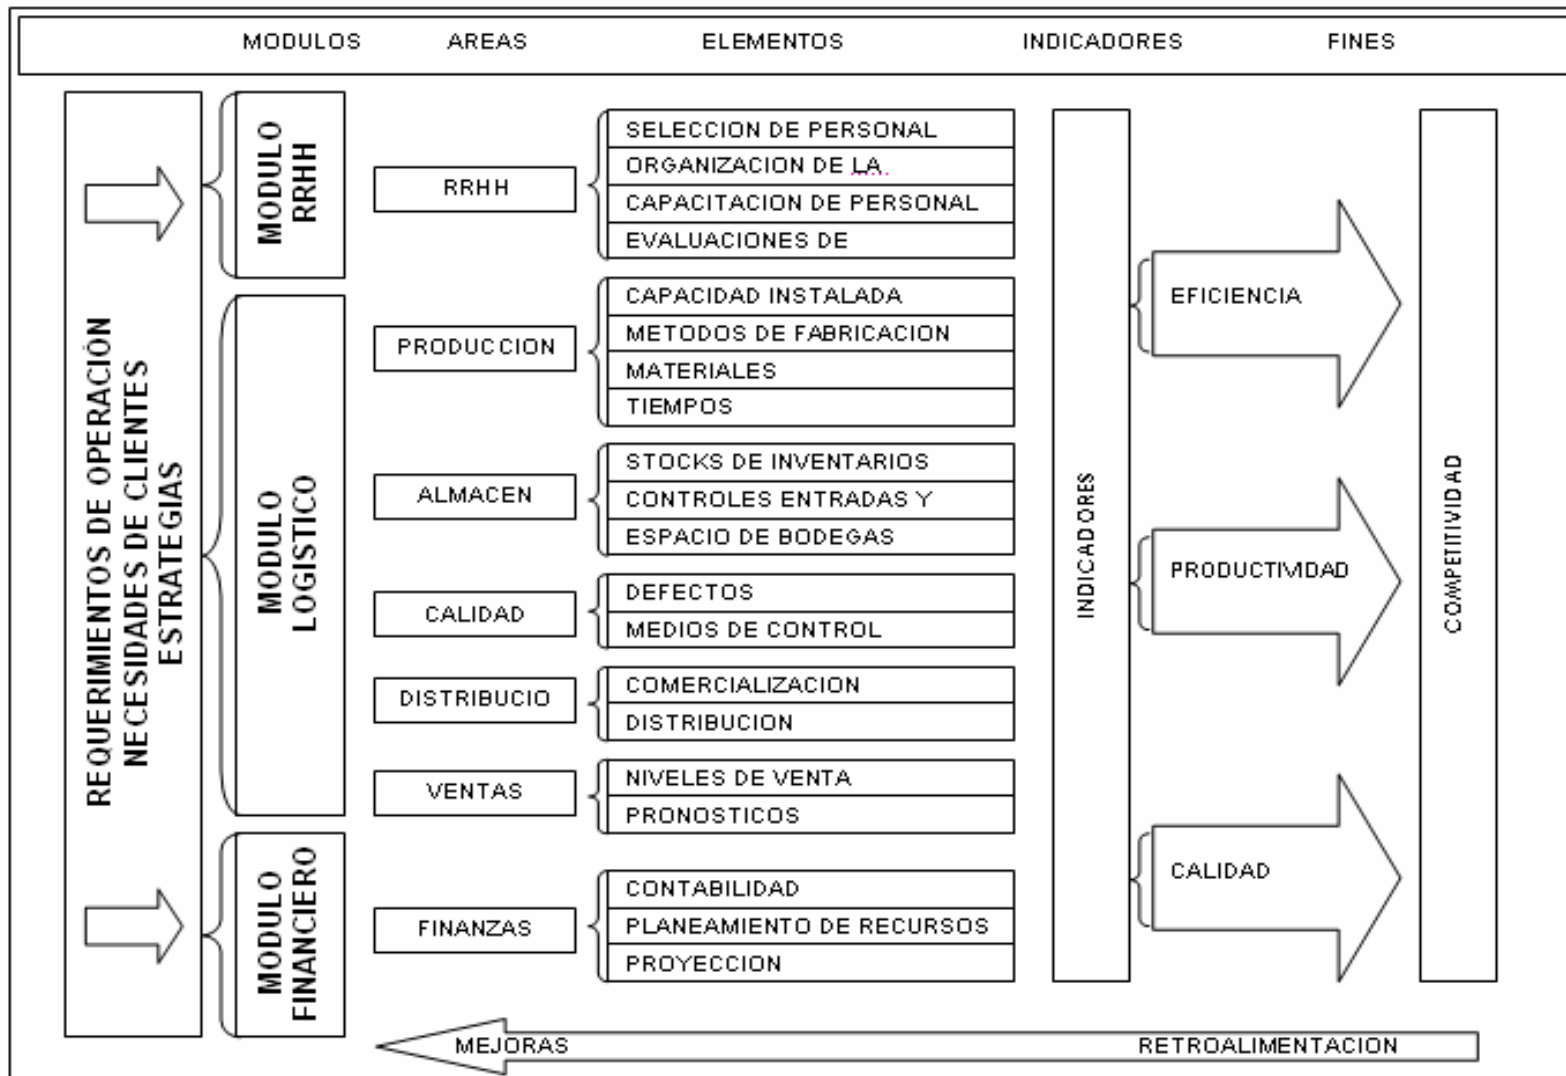 MODULOS AREAS ELEMENTOS INDICADORES FINES
REQUERIMIENTOS DE OPERACIÓN
NECESIDADES DE CLIENTES
ESTRATEGIAS
MODULO
RRHH
RRHH
SELECCION DE PERSONAL
ORGANIZACION DE LA
CAPACITACION DE PERSONAL
EVALUACIONES DE
MODULO
LOGISTICO
PRODUCCION
CAPACIDAD INSTALADA
METODOS DE FABRICACION
MATERIALES
TIEMPOS
ALMACEN
STOCKS DE INVENTARIOS
CONTROLES ENTRADAS Y
ESPACIO DE BODEGAS
CALIDAD
DEFECTOS
MEDIOS DE CONTROL
DISTRIBUCIO
COMERCIALIZACION
DISTRIBUCION
VENTAS
NIVELES DE VENTA
PRONOSTICOS
MODULO
FINANCIERO
FINANZAS
CONTABILIDAD
PLANEAMIENTO DE RECURSOS
PROYECCION
INDICADORES
EFICIENCIA
PRODUCTIVIDAD
CALIDAD
COMPETITIVIDAD
MEJORAS RETROALIMENTACION